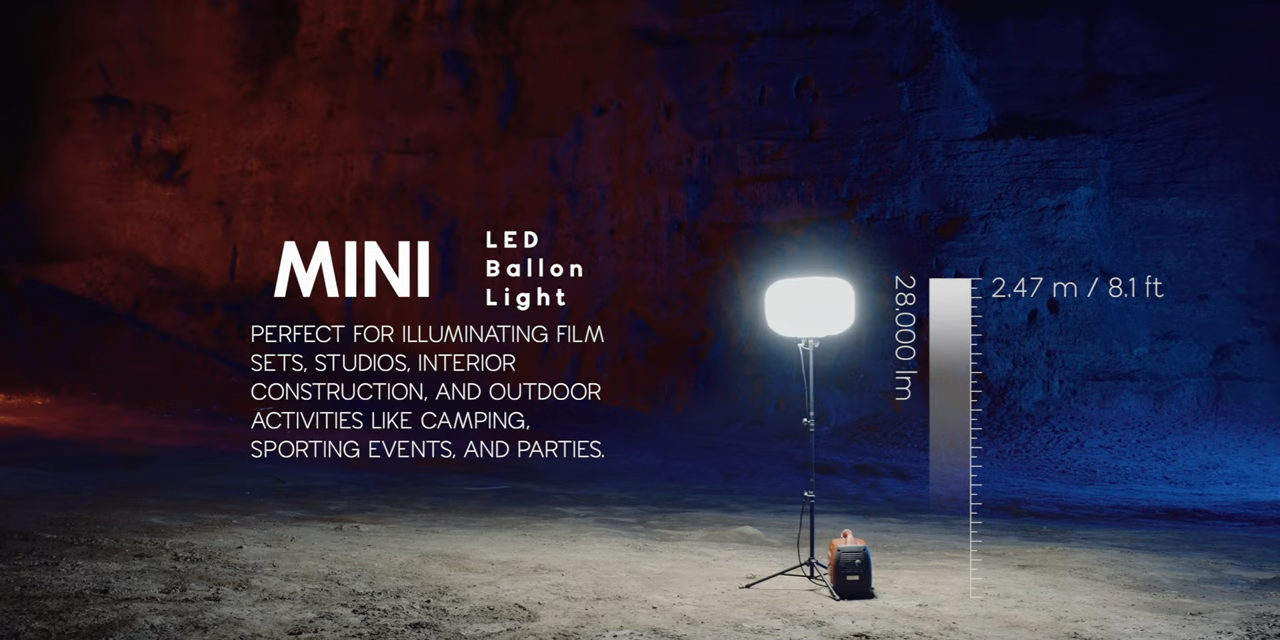 MINI
LED
Ballon
Light
PERFECT FOR ILLUMINATING FILM
SETS, STUDIOS, INTERIOR
CONSTRUCTION, AND OUTDOOR
ACTIVITIES LIKE CAMPING,
SPORTING EVENTS, AND PARTIES.
28.000 lm
2.47 m / 8.1 ft